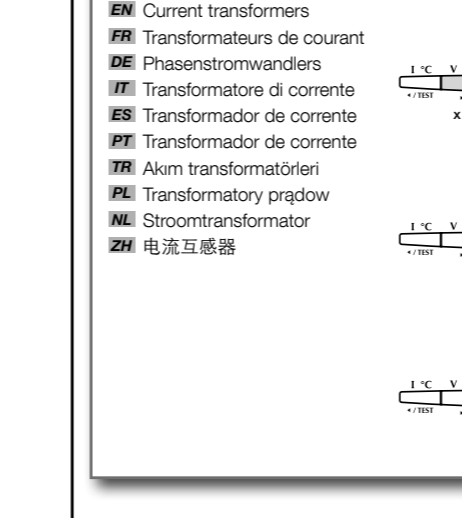 EN Current transformers
FR Transformateurs de courant
DE Phasenstromwandlers
IT Transformatore di corrente
ES Transformador de corrente
PT Transformador de corrente
TR Akım transformatörleri
PL Transformatory prądow
NL Stroomtransformator
ZH 电流互感器
I °C V
◂ / TEST
x
I °C V
◂ / TEST
I °C V
◂ / TEST